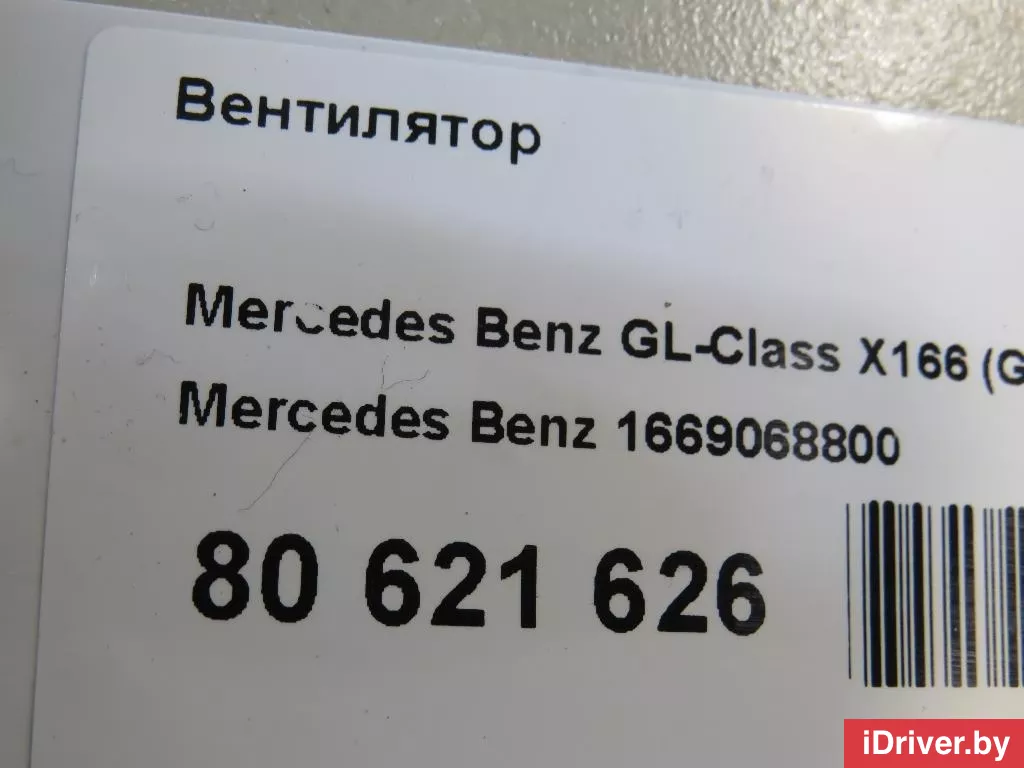 Вентилятор
Mercedes Benz GL-Class X166 (G
Mercedes Benz 1669068800
80 621 626
iDriver.by